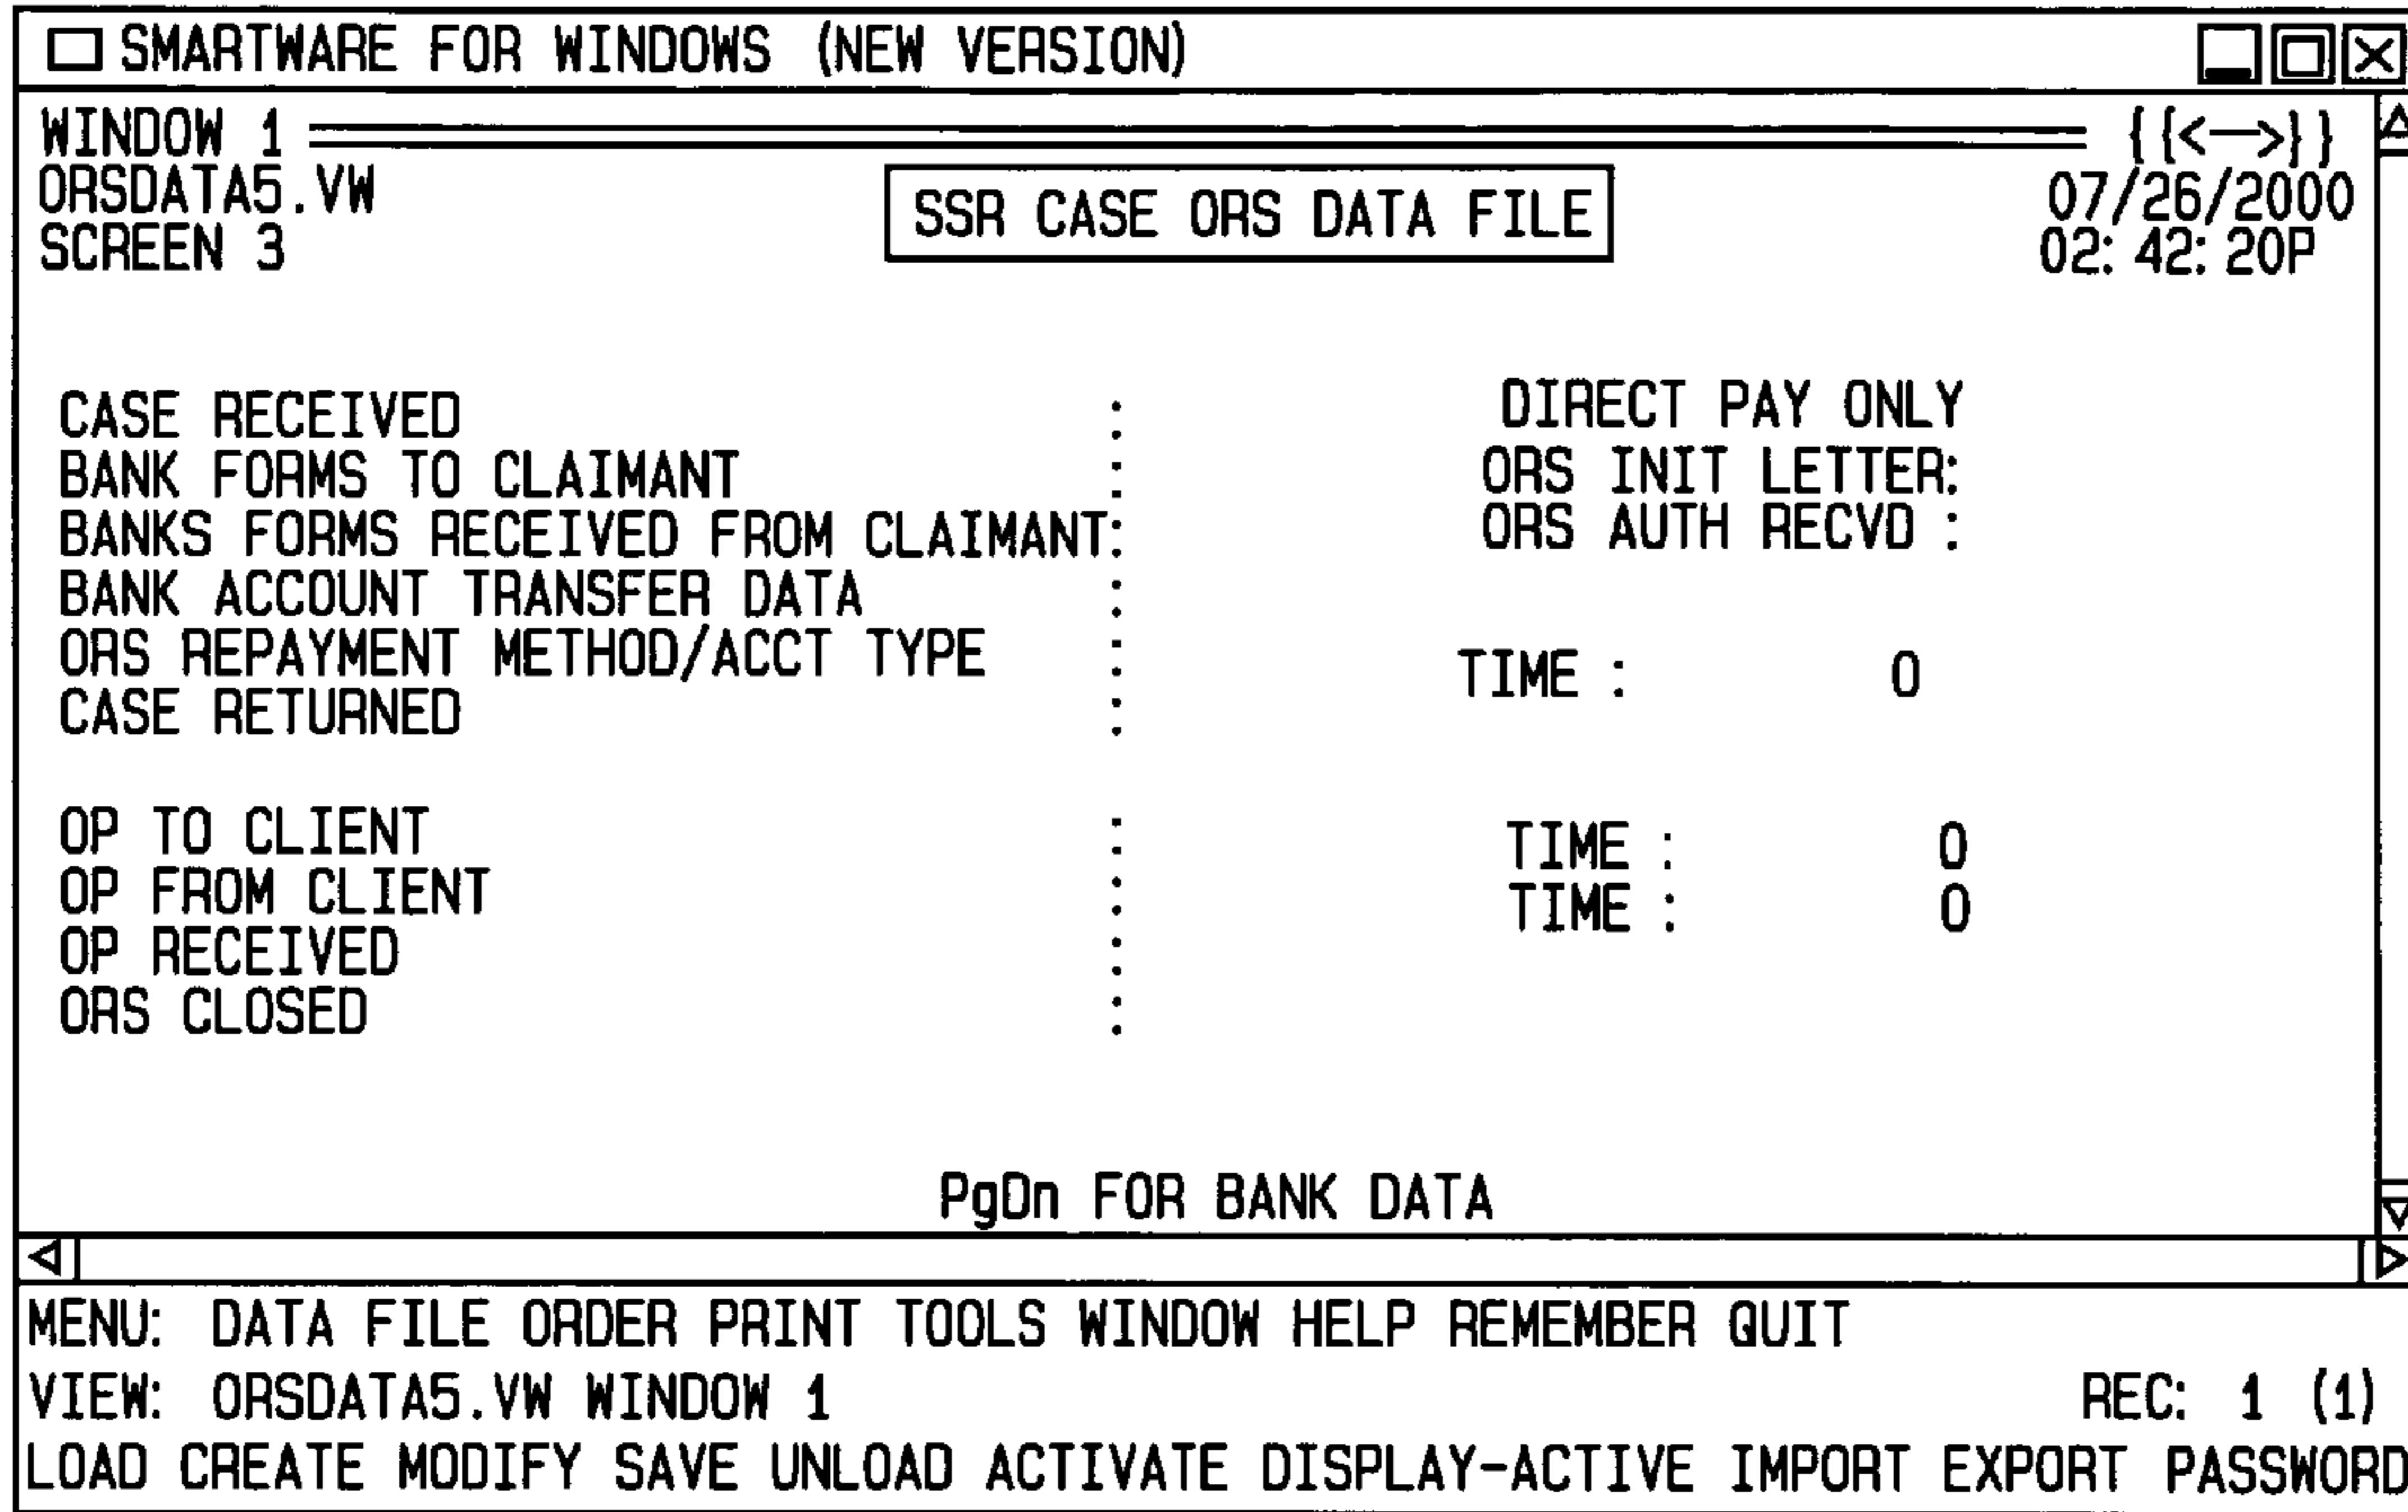 SMARTWARE FOR WINDOWS (NEW VERSION)
WINDOW 1 {{<—>}}
ORSDATA5.VW
SCREEN 3
SSR CASE ORS DATA FILE
07/26/2000
02: 42: 20P
CASE RECEIVED : DIRECT PAY ONLY
BANK FORMS TO CLAIMANT : ORS INIT LETTER:
BANKS FORMS RECEIVED FROM CLAIMANT: ORS AUTH RECVD :
BANK ACCOUNT TRANSFER DATA :
ORS REPAYMENT METHOD/ACCT TYPE : TIME : 0
CASE RETURNED :
OP TO CLIENT : TIME : 0
OP FROM CLIENT : TIME : 0
OP RECEIVED :
ORS CLOSED :
PgDn FOR BANK DATA
MENU: DATA FILE ORDER PRINT TOOLS WINDOW HELP REMEMBER QUIT
VIEW: ORSDATA5.VW WINDOW 1 REC: 1 (1)
LOAD CREATE MODIFY SAVE UNLOAD ACTIVATE DISPLAY-ACTIVE IMPORT EXPORT PASSWORD